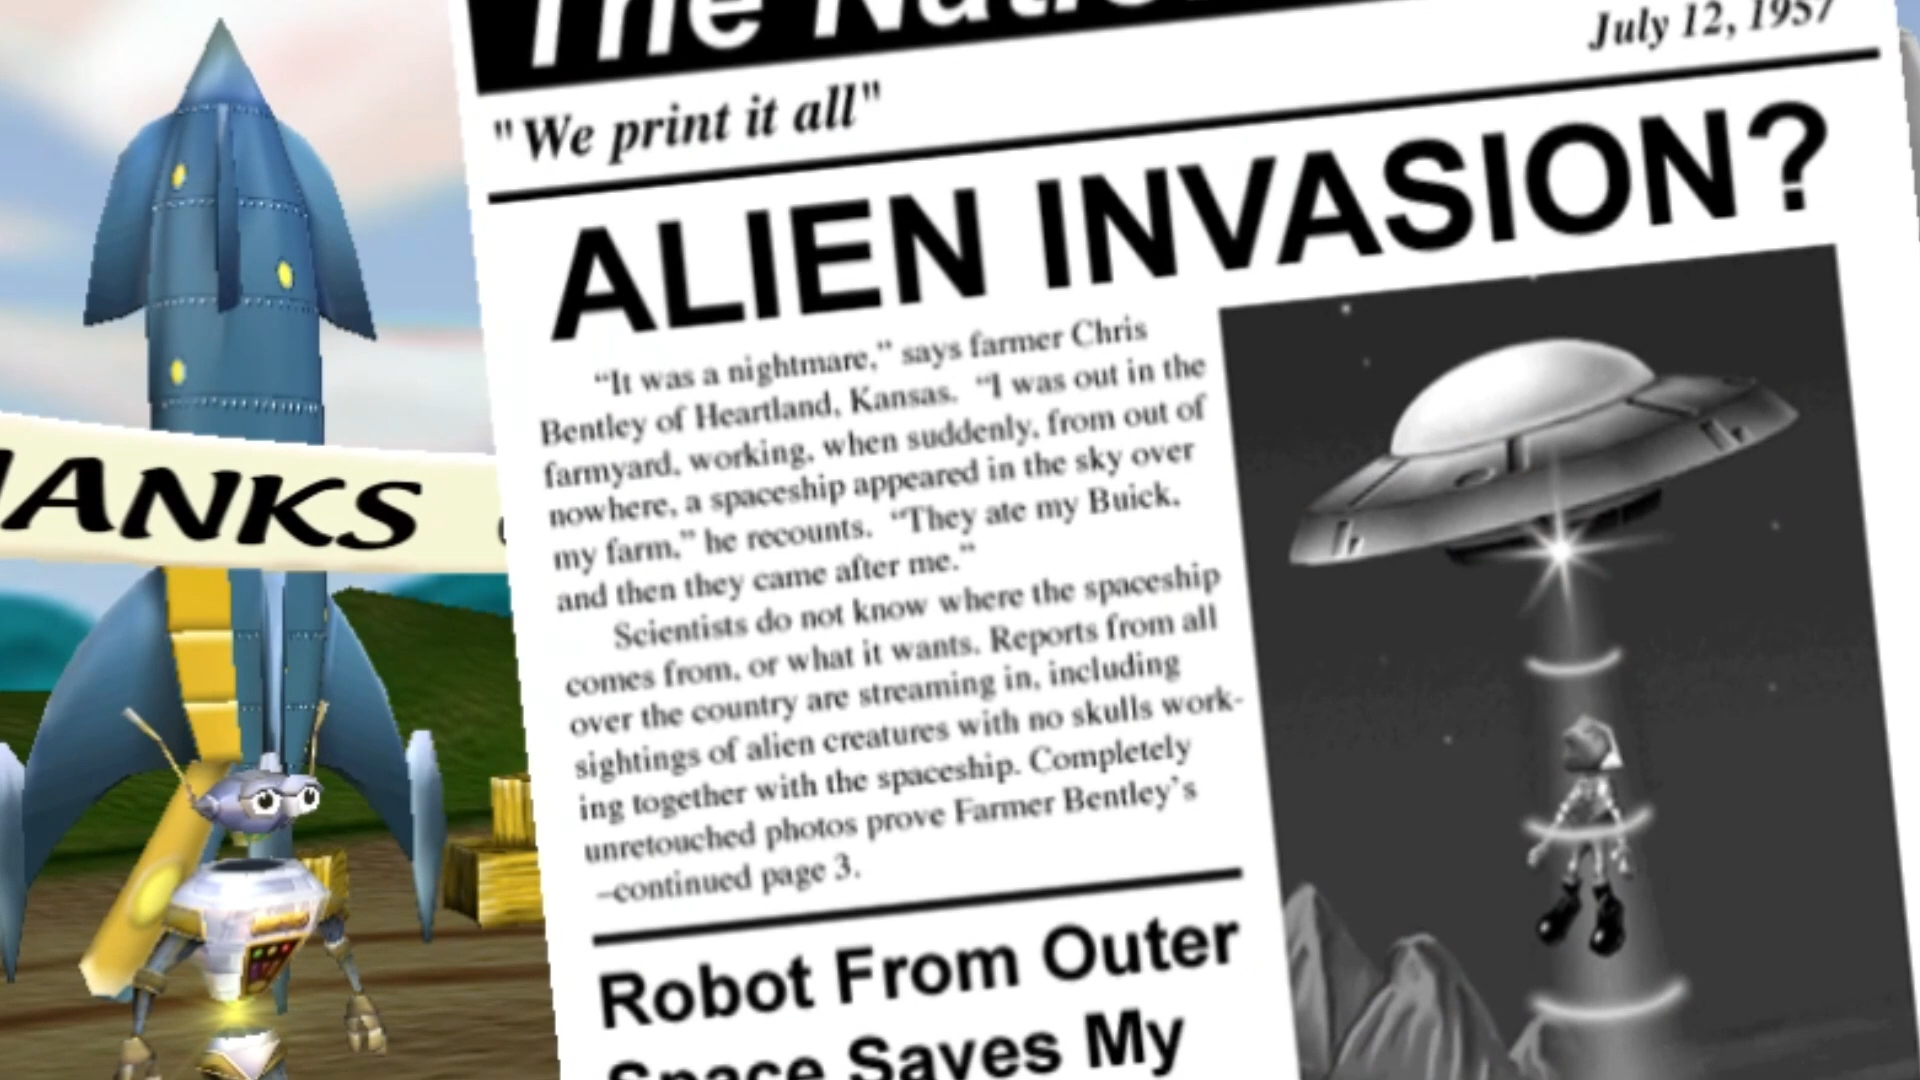 The
July 12, 1957
"We print it all"
ALIEN INVASION?
“It was a nightmare,” says farmer Chris
Bentley of Heartland, Kansas. “I was out in the
farmyard, working, when suddenly, from out of
nowhere, a spaceship appeared in the sky over
my farm,” he recounts. “They ate my Buick,
and then they came after me.”
Scientists do not know where the spaceship
comes from, or what it wants. Reports from all
over the country are streaming in, including
sightings of alien creatures with no skulls work-
ing together with the spaceship. Completely
unretouched photos prove Farmer Bentley’s
–continued page 3.
Robot From Outer
Space Saves My
ANKS